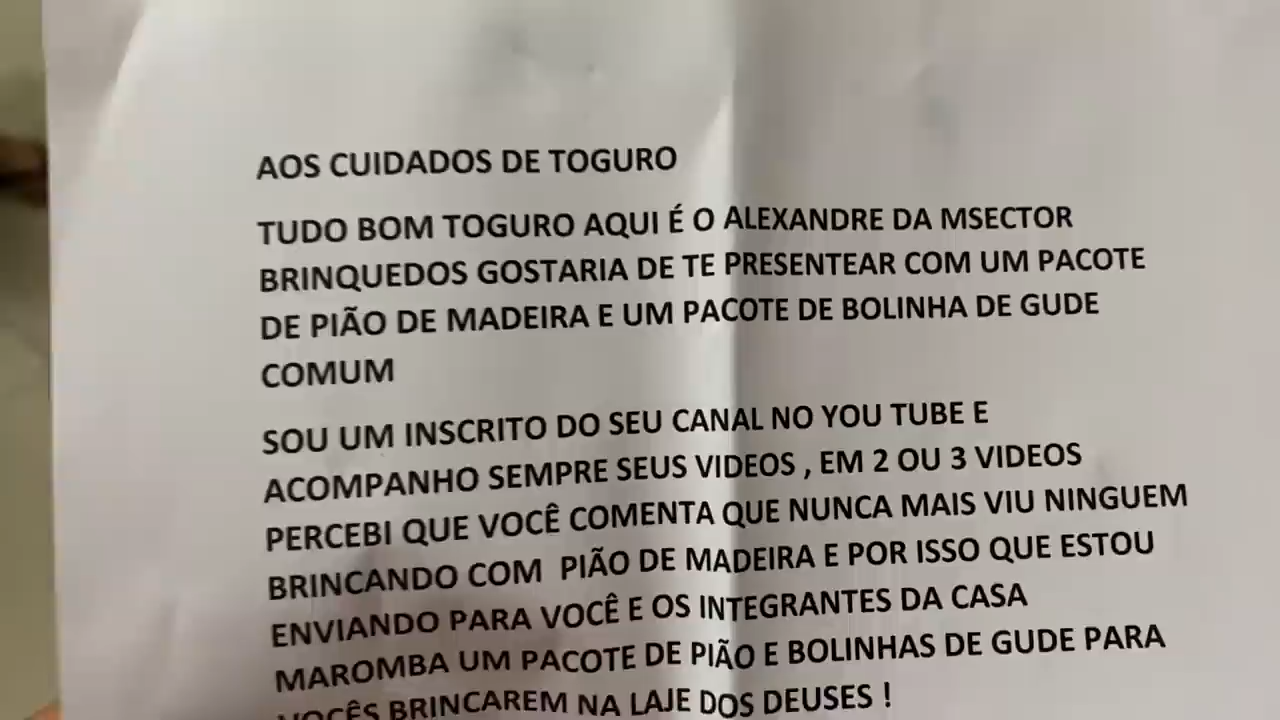 AOS CUIDADOS DE TOGURO
TUDO BOM TOGURO AQUI É O ALEXANDRE DA MSECTOR
BRINQUEDOS GOSTARIA DE TE PRESENTEAR COM UM PACOTE
DE PIÃO DE MADEIRA E UM PACOTE DE BOLINHA DE GUDE
COMUM
SOU UM INSCRITO DO SEU CANAL NO YOU TUBE E
ACOMPANHO SEMPRE SEUS VIDEOS , EM 2 OU 3 VIDEOS
PERCEBI QUE VOCÊ COMENTA QUE NUNCA MAIS VIU NINGUEM
BRINCANDO COM PIÃO DE MADEIRA E POR ISSO QUE ESTOU
ENVIANDO PARA VOCÊ E OS INTEGRANTES DA CASA
MAROMBA UM PACOTE DE PIÃO E BOLINHAS DE GUDE PARA
VOCÊS BRINCAREM NA LAJE DOS DEUSES !